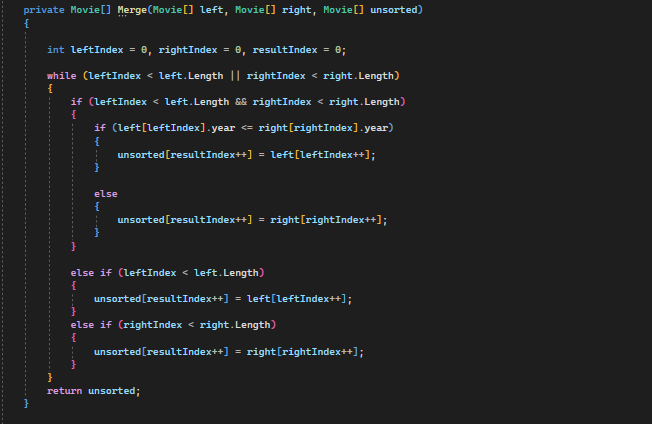 private Movie[] Merge(Movie[] left, Movie[] right, Movie[] unsorted)
{
int leftIndex = 0, rightIndex = 0, resultIndex = 0;
while (leftIndex < left.Length || rightIndex < right.Length)
{
if (leftIndex < left.Length && rightIndex < right.Length)
{
if (left[leftIndex].year <= right[rightIndex].year)
{
unsorted[resultIndex++] = left[leftIndex++];
}
else
{
unsorted[resultIndex++] = right[rightIndex++];
}
}
else if (leftIndex < left.Length)
{
unsorted[resultIndex++] = left[leftIndex++];
}
else if (rightIndex < right.Length)
{
unsorted[resultIndex++] = right[rightIndex++];
}
}
return unsorted;
}